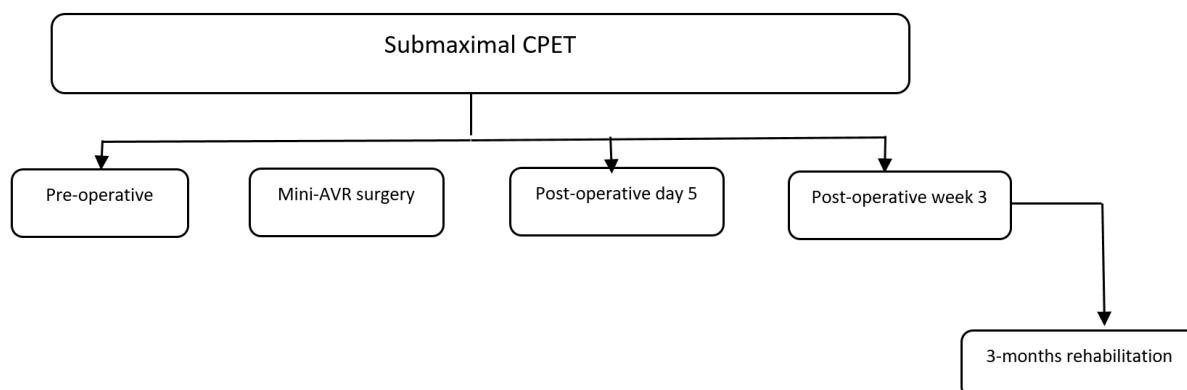 Submaximal CPET
Pre-operative
Mini-AVR surgery
Post-operative day 5
Post-operative week 3
3-months rehabilitation